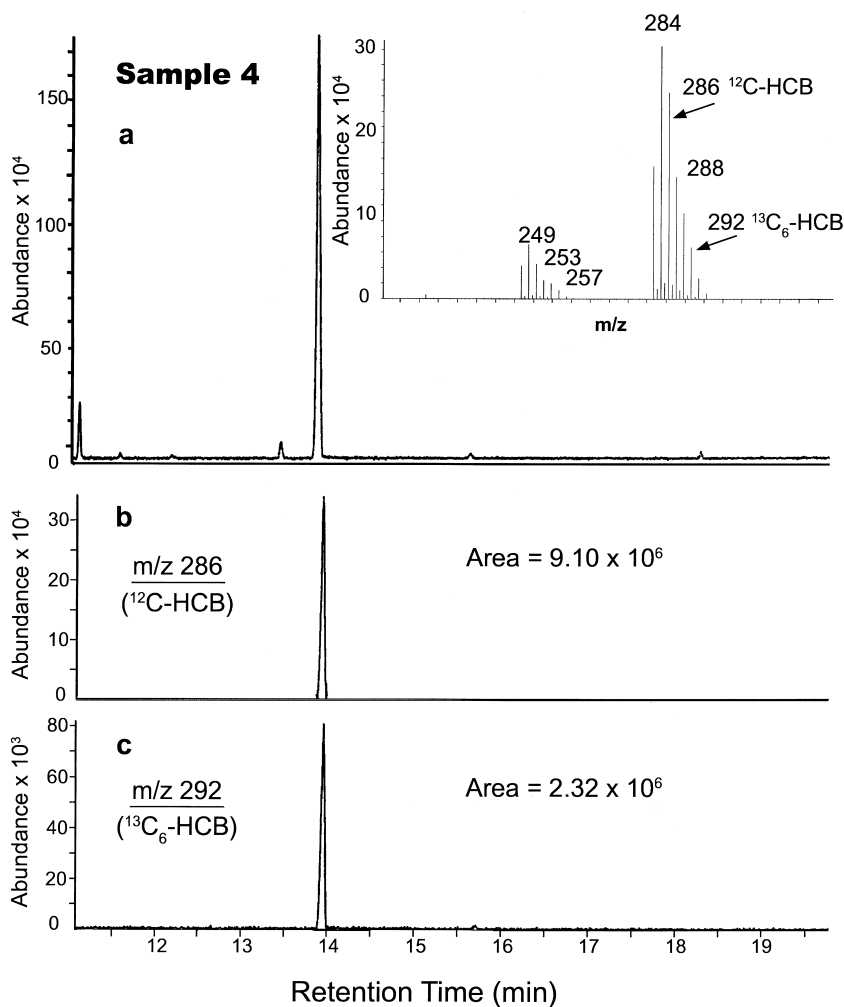 Sample 4
a
Abundance x 10⁴
150
100
50
0
Abundance x 10⁴
30
20
10
0
284
286 ¹²C-HCB
288
292 ¹³C₆-HCB
249
253
257
m/z
b
m/z 286
(¹²C-HCB)
Area = 9.10 x 10⁶
Abundance x 10⁴
30
20
10
0
c
m/z 292
(¹³C₆-HCB)
Area = 2.32 x 10⁶
Abundance x 10³
80
60
40
20
0
12 13 14 15 16 17 18 19
Retention Time (min)